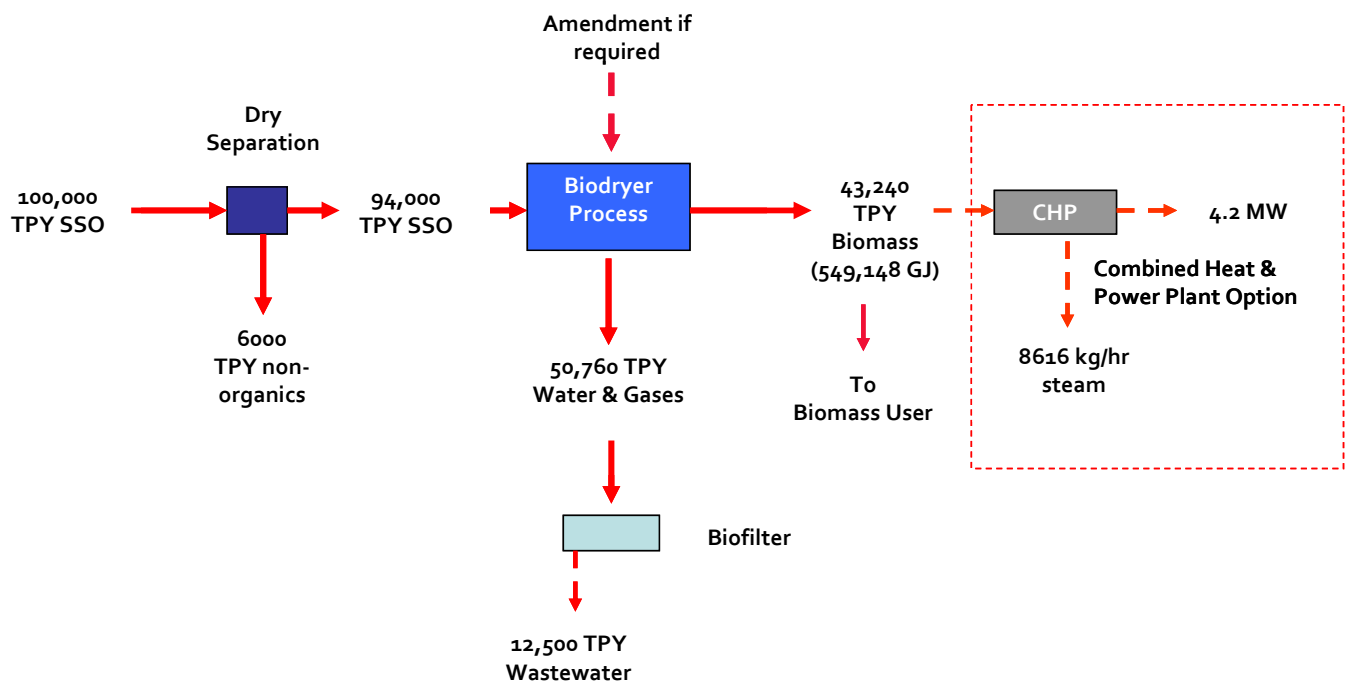 Amendment if
required
Dry
Separation
100,000
TPY SSO
94,000
TPY SSO
Biodryer
Process
43,240
TPY
Biomass
(549,148 GJ)
CHP
4.2 MW
Combined Heat &
Power Plant Option
8616 kg/hr
steam
6000
TPY non-
organics
50,760 TPY
Water & Gases
To
Biomass User
Biofilter
12,500 TPY
Wastewater